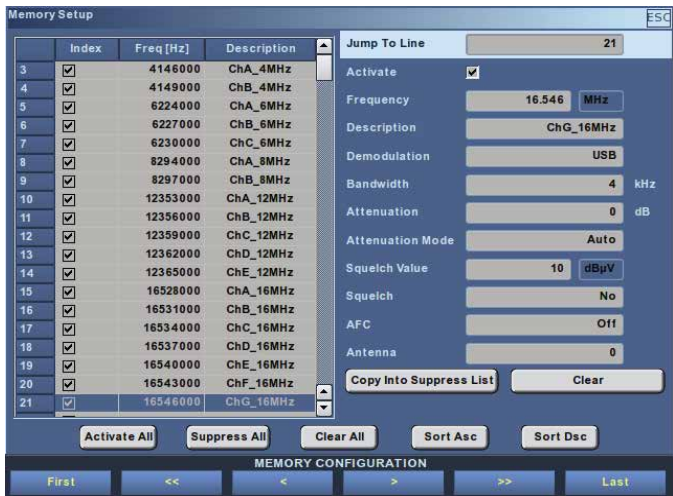 Memory Setup
ESC
Index Freq [Hz] Description
3 4146000 ChA_4MHz
4 4149000 ChB_4MHz
5 6224000 ChA_6MHz
6 6227000 ChB_6MHz
7 6230000 ChC_6MHz
8 8294000 ChA_8MHz
9 8297000 ChB_8MHz
10 12353000 ChA_12MHz
11 12356000 ChB_12MHz
12 12359000 ChC_12MHz
13 12362000 ChD_12MHz
14 12365000 ChE_12MHz
15 16528000 ChA_16MHz
16 16531000 ChB_16MHz
17 16534000 ChC_16MHz
18 16537000 ChD_16MHz
19 16540000 ChE_16MHz
20 16543000 ChF_16MHz
21 16546000 ChG_16MHz
Jump To Line 21
Activate
Frequency 16.546 MHz
Description ChG_16MHz
Demodulation USB
Bandwidth 4 kHz
Attenuation 0 dB
Attenuation Mode Auto
Squelch Value 10 dBµV
Squelch No
AFC Off
Antenna 0
Copy Into Suppress List Clear
Activate All Suppress All Clear All Sort Asc Sort Dsc
MEMORY CONFIGURATION
First << < > >> Last